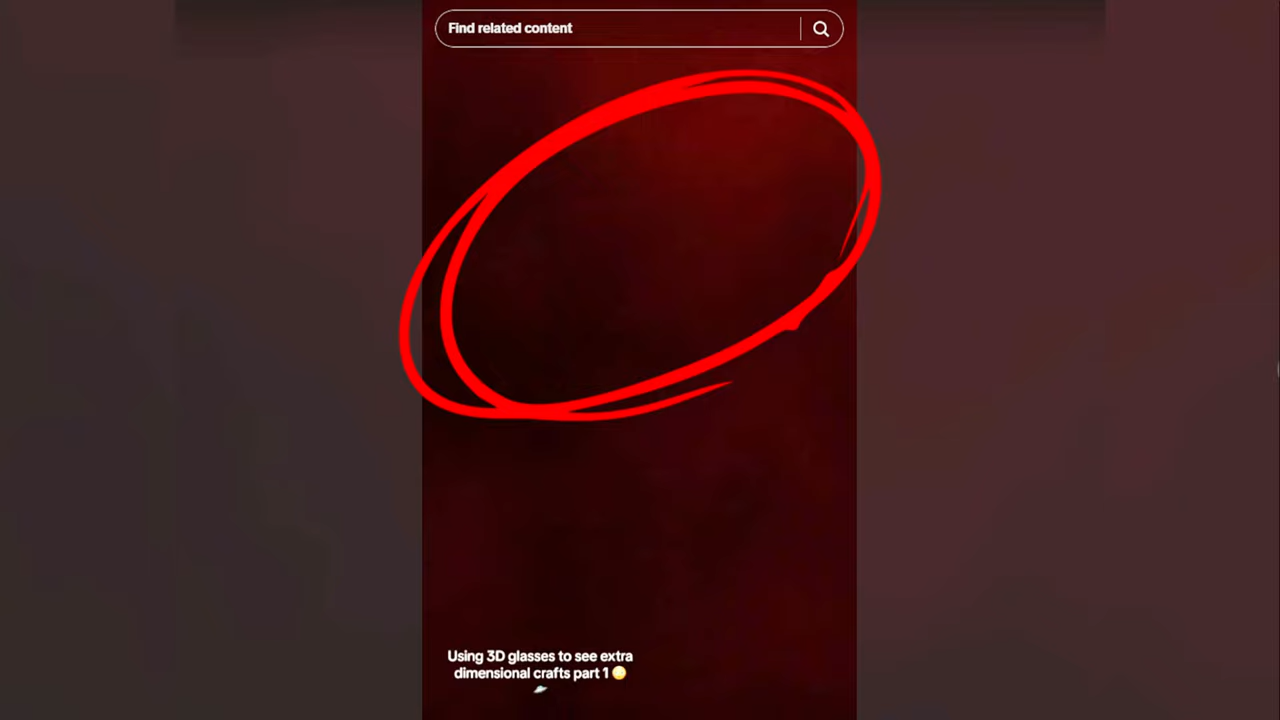 Find related content
Using 3D glasses to see extra
dimensional crafts part 1 😳
🛸